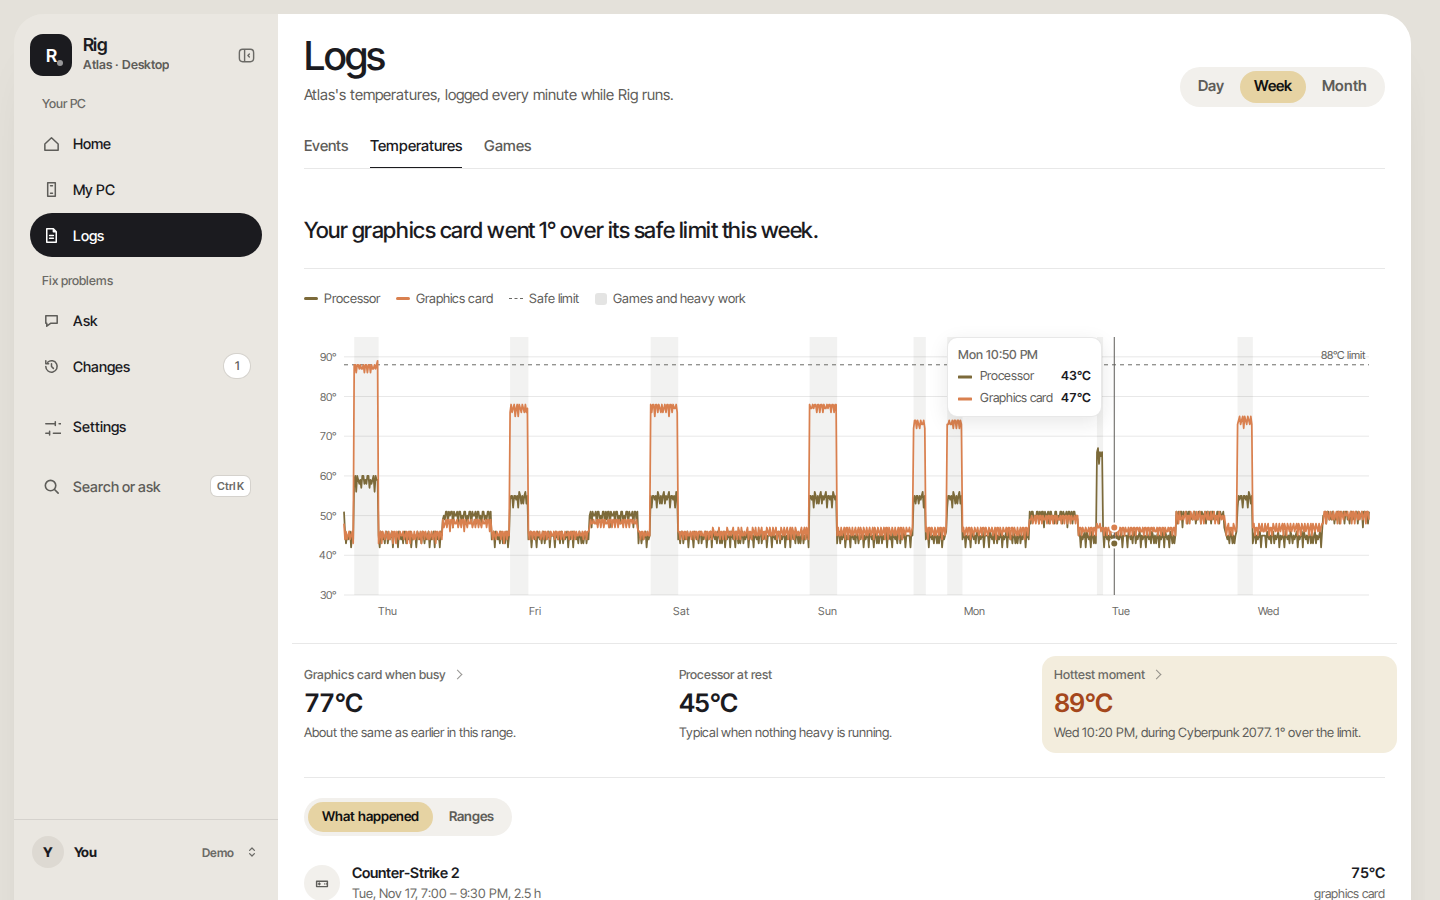 R
Rig
Atlas · Desktop
Your PC
Home
My PC
Logs
Fix problems
Ask
Changes
1
Settings
Search or ask
Ctrl K
Y
You
Demo
Logs
Atlas's temperatures, logged every minute while Rig runs.
Day
Week
Month
Events
Temperatures
Games
Your graphics card went 1° over its safe limit this week.
Processor
Graphics card
Safe limit
Games and heavy work
90°
80°
70°
60°
50°
40°
30°
88°C limit
Mon 10:50 PM
Processor 43°C
Graphics card 47°C
Thu
Fri
Sat
Sun
Mon
Tue
Wed
Graphics card when busy
77°C
About the same as earlier in this range.
Processor at rest
45°C
Typical when nothing heavy is running.
Hottest moment
89°C
Wed 10:20 PM, during Cyberpunk 2077. 1° over the limit.
What happened
Ranges
Counter-Strike 2
Tue, Nov 17, 7:00 – 9:30 PM, 2.5 h
75°C
graphics card